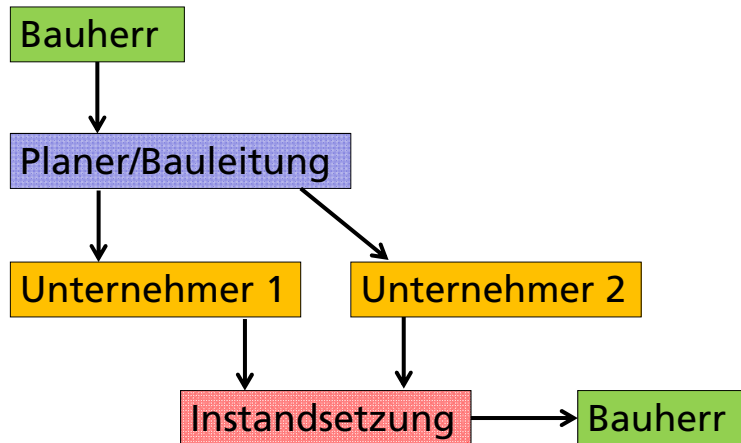 Bauherr
Planer/Bauleitung
Unternehmer 1
Unternehmer 2
Instandsetzung
Bauherr